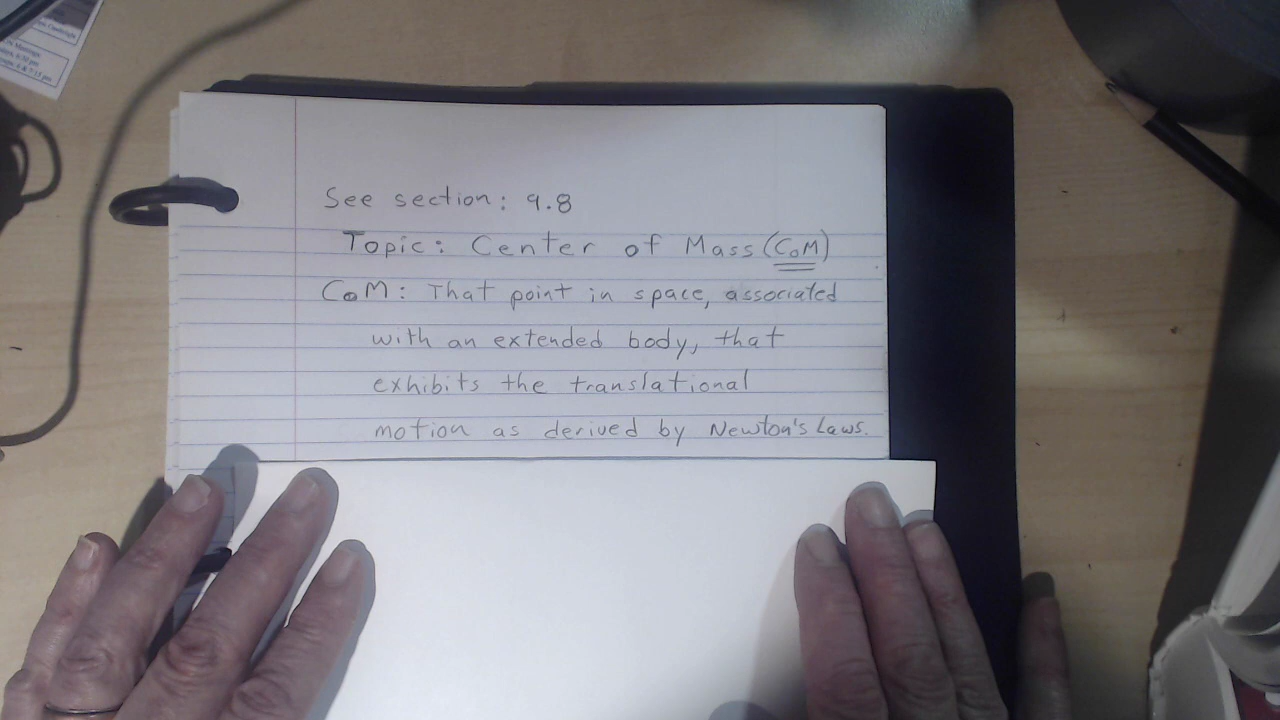 See section: 9.8
Topic: Center of Mass (CoM)
CoM: That point in space, associated
with an extended body, that
exhibits the translational
motion as derived by Newton's Laws.